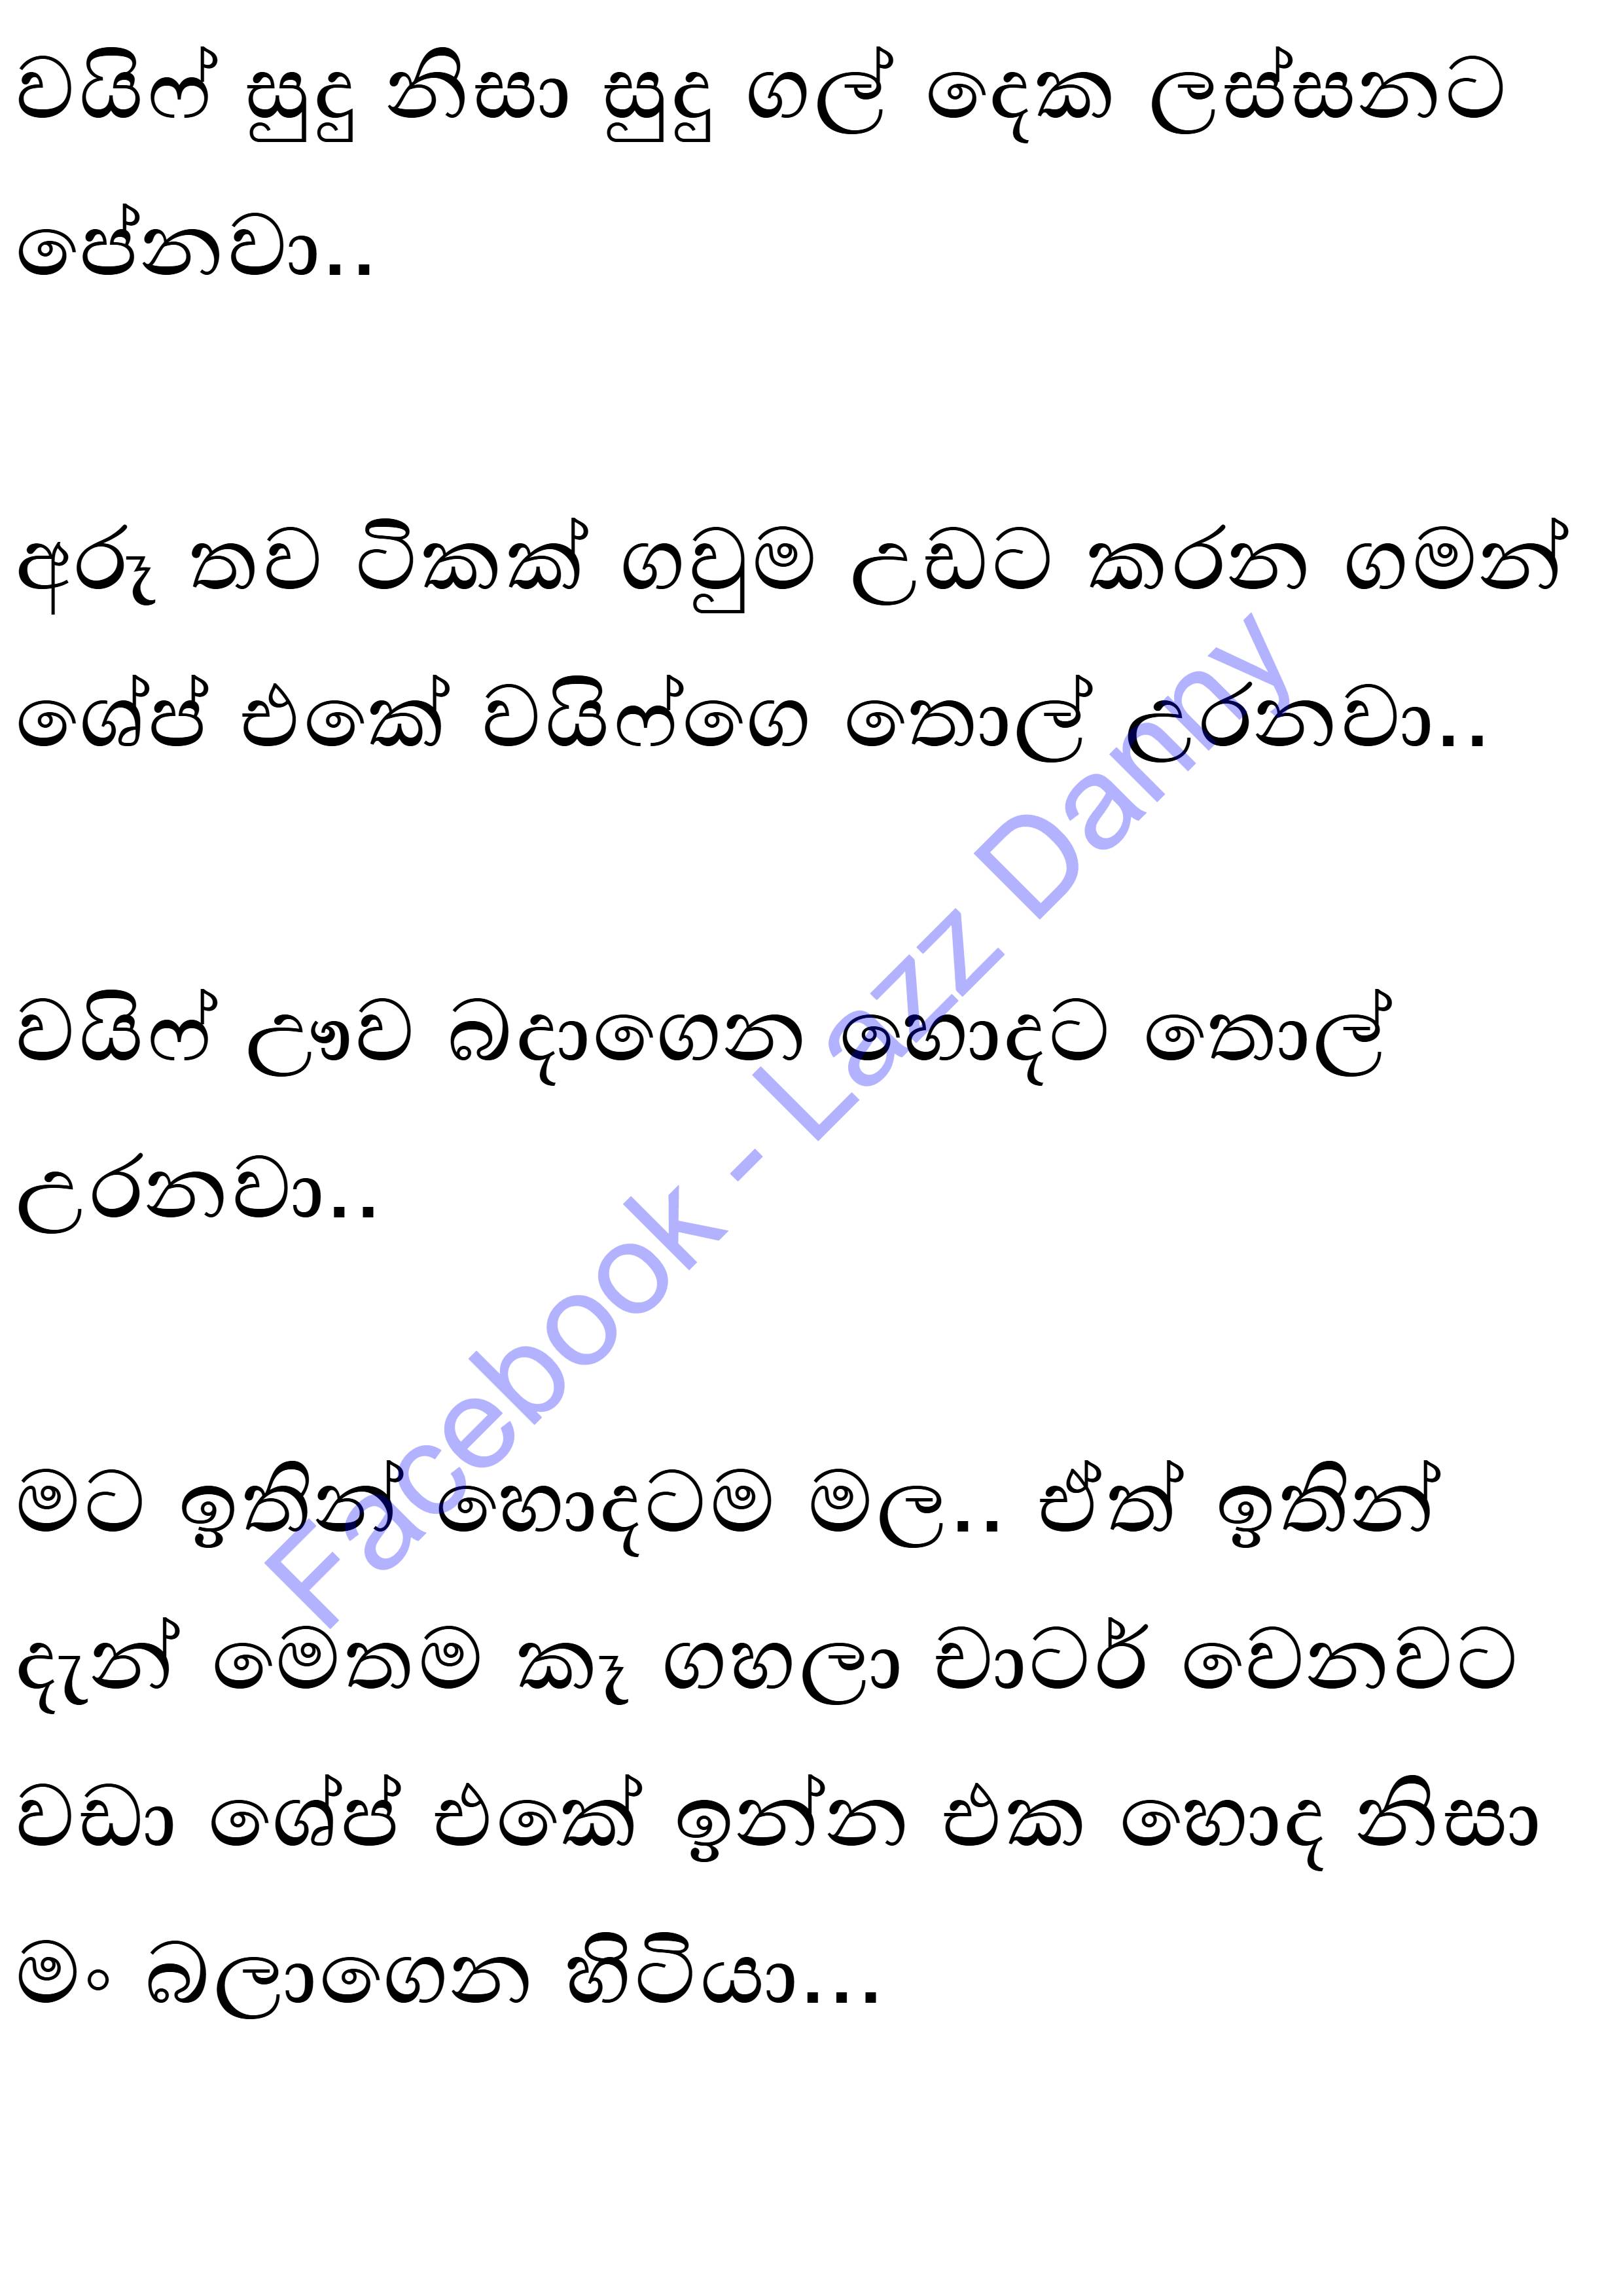 වයිෆ් සුදු නිසා සුදු ගල් දෙක ලස්සනට
පේනවා..
අරූ තව ටිකක් ගවුම උඩට කරන ගමන්
ශේප් එකේ වයිෆ්ගෙ තොල් උරනවා..
වයිෆ් ඌව බදාගෙන හොදට තොල්
උරනවා..
මට ඉතින් හොදටම මල.. ඒත් ඉතින්
දැන් මෙතම කෑ ගහලා චාටර් වෙනවට
වඩා ශේප් එකේ ඉන්න එක හොද නිසා
මං බලාගෙන හිටියා...
Facebook - Lazz Danny